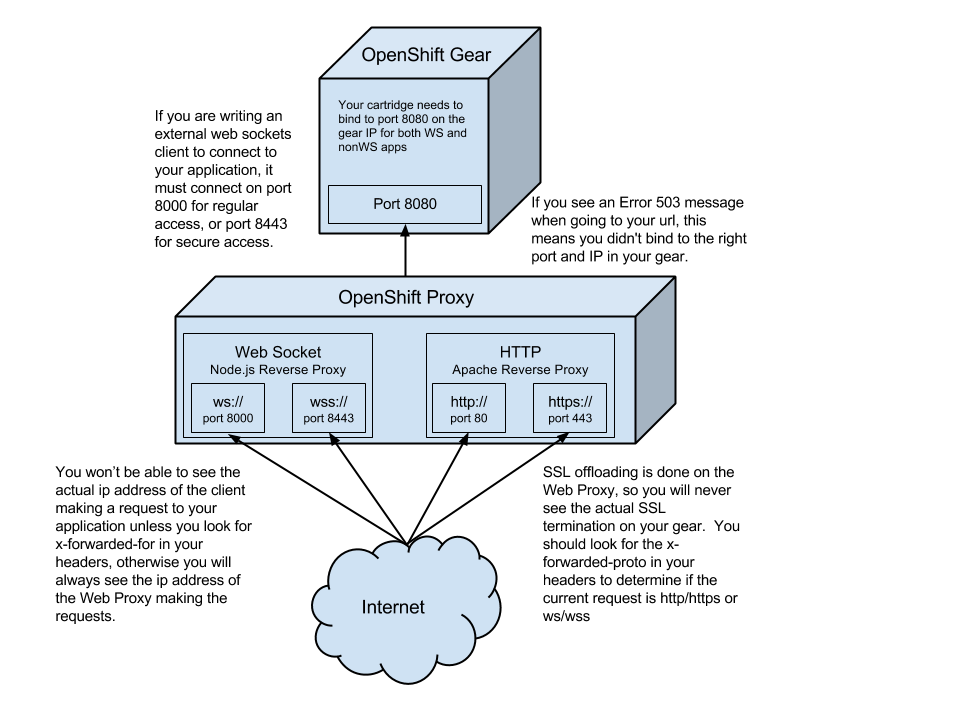 OpenShift Gear
Your cartridge needs to
bind to port 8080 on the
gear IP for both WS and
nonWS apps
Port 8080
If you are writing an
external web sockets
client to connect to
your application, it
must connect on port
8000 for regular
access, or port 8443
for secure access.
If you see an Error 503 message
when going to your url, this
means you didn't bind to the right
port and IP in your gear.
OpenShift Proxy
Web Socket
Node.js Reverse Proxy
ws://
port 8000
wss://
port 8443
HTTP
Apache Reverse Proxy
http://
port 80
https://
port 443
You won’t be able to see the
actual ip address of the client
making a request to your
application unless you look for
x-forwarded-for in your
headers, otherwise you will
always see the ip address of
the Web Proxy making the
requests.
SSL offloading is done on the
Web Proxy, so you will never
see the actual SSL
termination on your gear.  You
should look for the x-
forwarded-proto in your
headers to determine if the
current request is http/https or
ws/wss
Internet